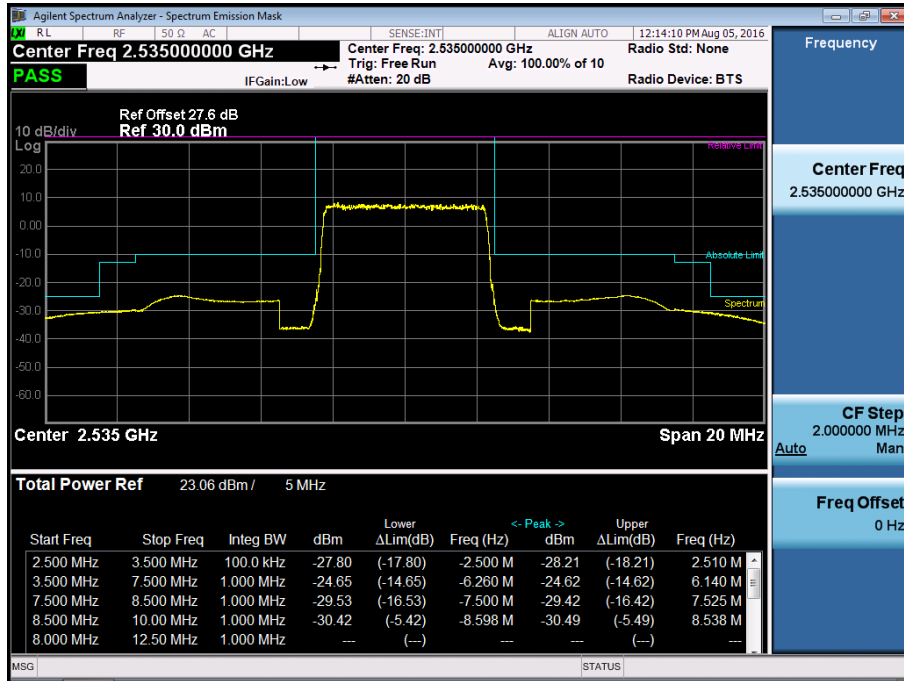 Agilent Spectrum Analyzer - Spectrum Emission Mask
LXI RL RF 50 Ω AC SENSE:INT ALIGN AUTO 12:14:10 PM Aug 05, 2016
Center Freq 2.535000000 GHz
Center Freq: 2.535000000 GHz Radio Std: None
Trig: Free Run Avg: 100.00% of 10
PASS IFGain:Low #Atten: 20 dB Radio Device: BTS
Ref Offset 27.6 dB
10 dB/div Ref 30.0 dBm
Log
Relative Limit
20.0
10.0
0.00
-10.0
Absolute Limit
-20.0
Spectrum
-30.0
-40.0
-50.0
-60.0
Center 2.535 GHz Span 20 MHz
Total Power Ref 23.06 dBm / 5 MHz
Lower <- Peak -> Upper
Start Freq Stop Freq Integ BW dBm ΔLim(dB) Freq (Hz) dBm ΔLim(dB) Freq (Hz)
2.500 MHz 3.500 MHz 100.0 kHz -27.80 (-17.80) -2.500 M -28.21 (-18.21) 2.510 M
3.500 MHz 7.500 MHz 1.000 MHz -24.65 (-14.65) -6.260 M -24.62 (-14.62) 6.140 M
7.500 MHz 8.500 MHz 1.000 MHz -29.53 (-16.53) -7.500 M -29.42 (-16.42) 7.525 M
8.500 MHz 10.00 MHz 1.000 MHz -30.42 (-5.42) -8.598 M -30.49 (-5.49) 8.538 M
8.000 MHz 12.50 MHz 1.000 MHz --- (---) --- (---) ---
MSG STATUS
Frequency
Center Freq
2.535000000 GHz
CF Step
2.000000 MHz
Auto Man
Freq Offset
0 Hz